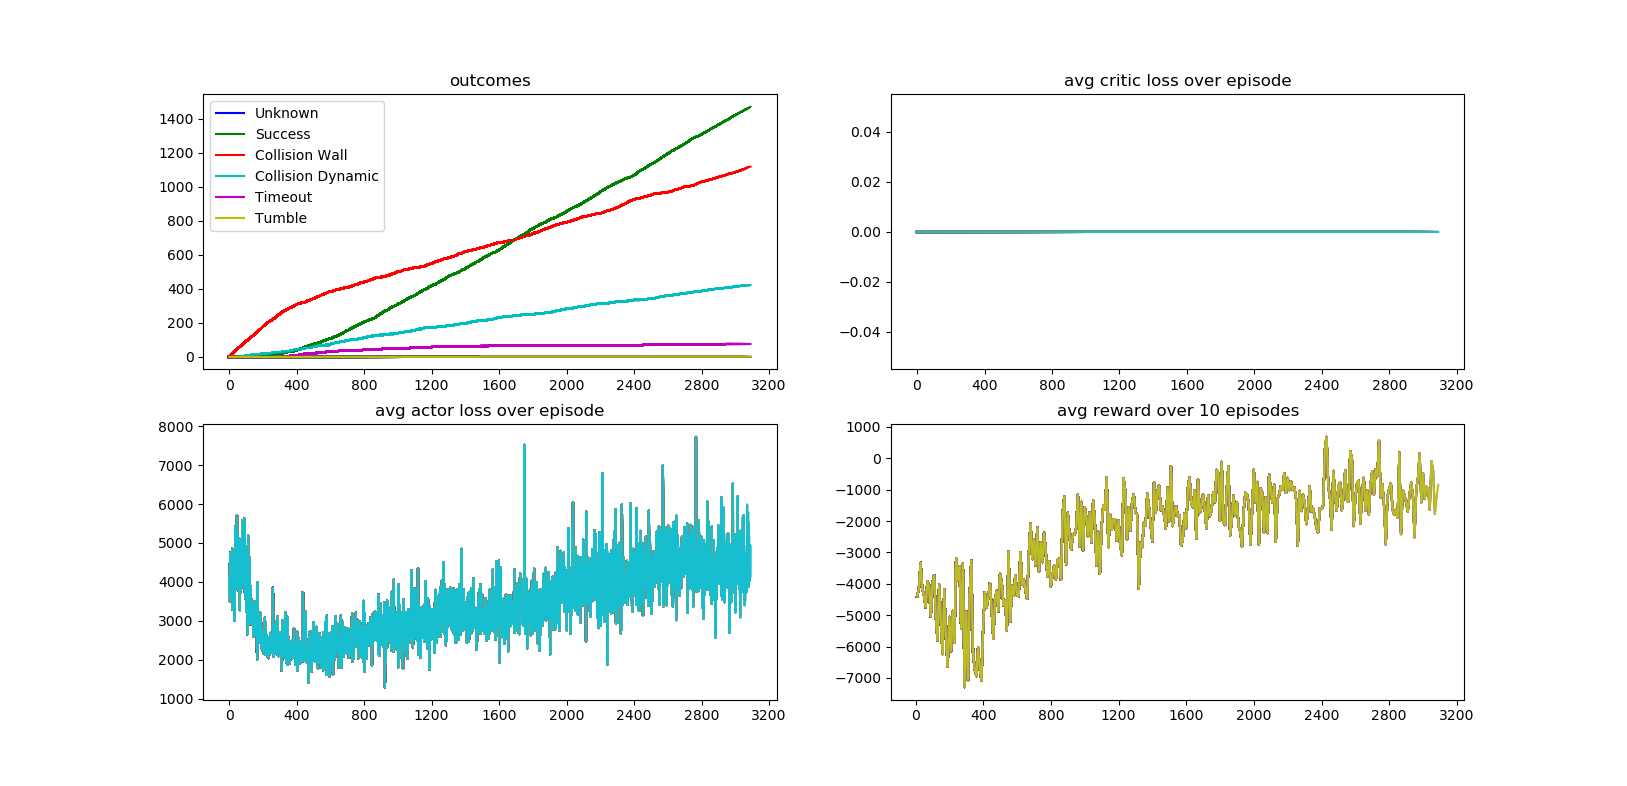 outcomes
1400
1200
1000
800
600
400
200
0
Unknown
Success
Collision Wall
Collision Dynamic
Timeout
Tumble
0 400 800 1200 1600 2000 2400 2800 3200
avg critic loss over episode
0.04
0.02
0.00
−0.02
−0.04
0 400 800 1200 1600 2000 2400 2800 3200
avg actor loss over episode
8000
7000
6000
5000
4000
3000
2000
1000
0 400 800 1200 1600 2000 2400 2800 3200
avg reward over 10 episodes
1000
0
−1000
−2000
−3000
−4000
−5000
−6000
−7000
0 400 800 1200 1600 2000 2400 2800 3200